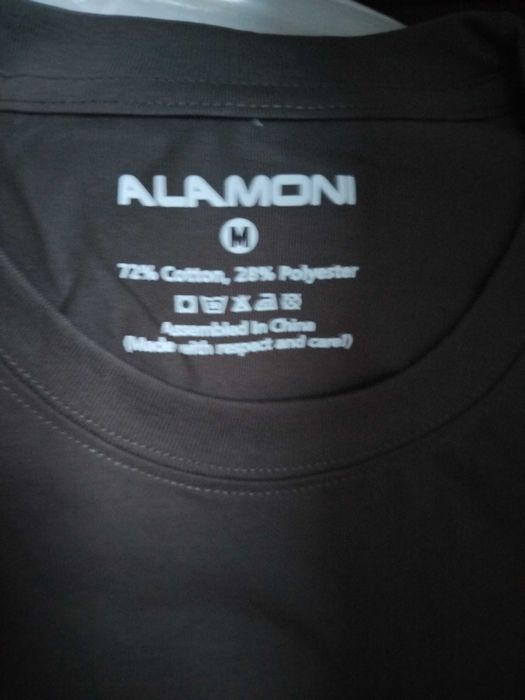 ALAMONI
M
72% Cotton, 28% Polyester
Assembled in China
(Made with respect and care!)